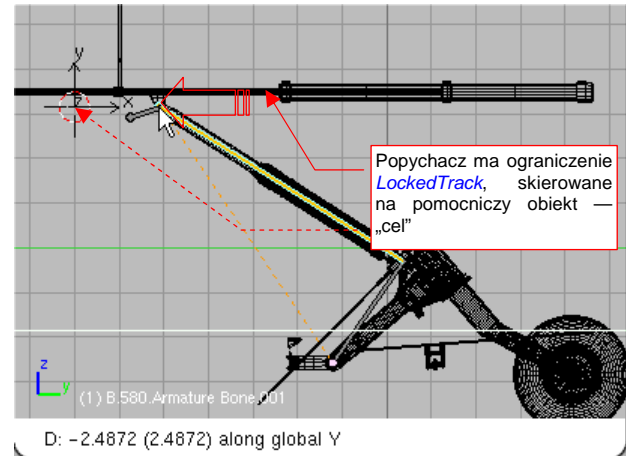 y
x
z
Popychacz ma ograniczenie
LockedTrack, skierowane
na pomocniczy obiekt —
„cel”
z
y
(1) B.580.Armature Bone.001
D: -2.4872 (2.4872) along global Y